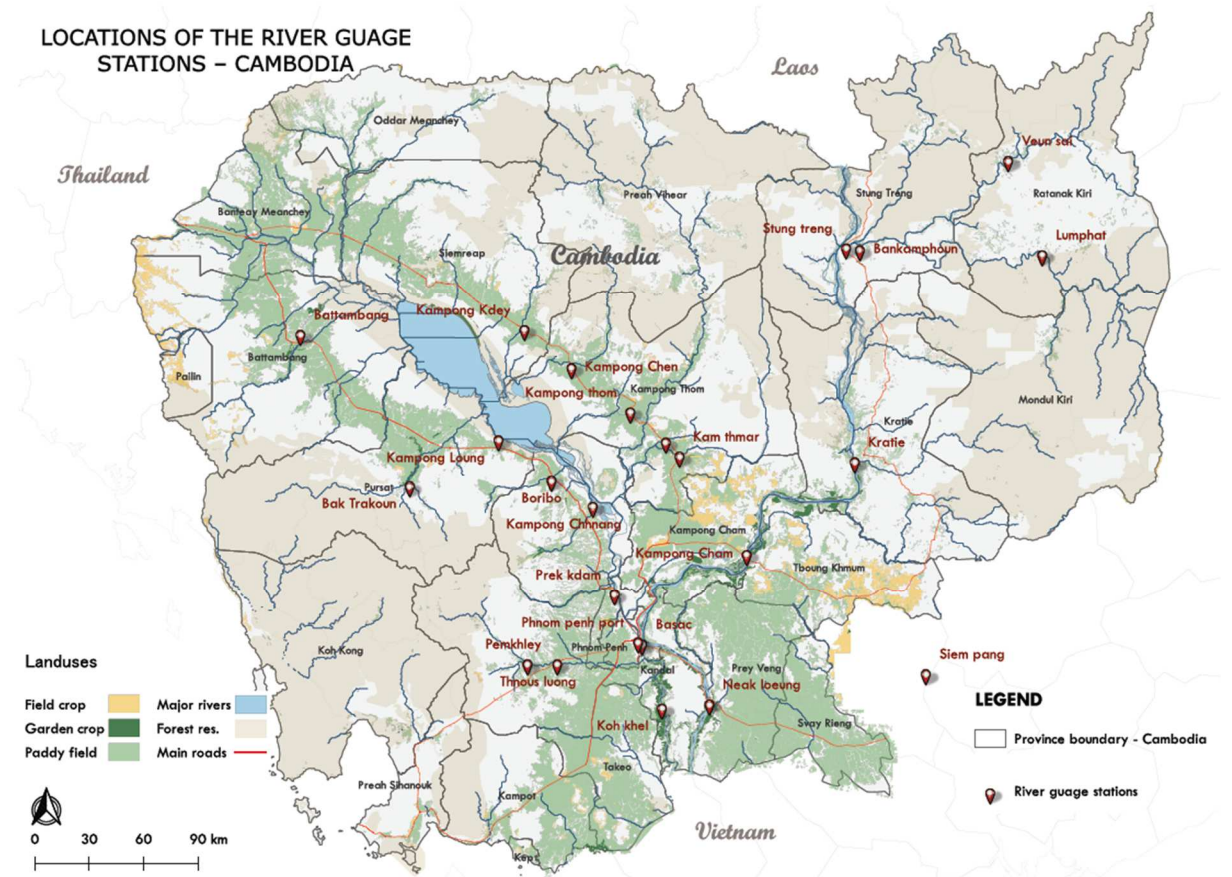 LOCATIONS OF THE RIVER GUAGE
STATIONS – CAMBODIA
Laos
Thailand
Oddar Meanchey
Veun sai
Preah Vihear
Stung Treng
Ratanak Kiri
Banteay Meanchey
Stung treng
Bankamphoun
Lumphat
Siemreap
Cambodia
Battambang
Kampong Kdey
Battambang
Kampong Chen
Pailin
Kampong thom
Kampong Thom
Mondul Kiri
Kratie
Kam thmar
Kratie
Kampong Loung
Pursat
Boribo
Bak Trakoun
Kampong Chhnang
Kampong Cham
Kampong Cham
Tboung Khmum
Prek kdam
Phnom penh port
Basac
Pemkhley
Phnom Penh
Koh Kong
Siem pang
Kandal
Prey Veng
Thnous luong
Neak loeung
Koh khel
Svay Rieng
Takeo
Preah Sihanouk
Kampot
Vietnam
Kep
Landuses
Field crop
Major rivers
Garden crop
Forest res.
Paddy field
Main roads
0 30 60 90 km
LEGEND
Province boundary - Cambodia
River guage stations